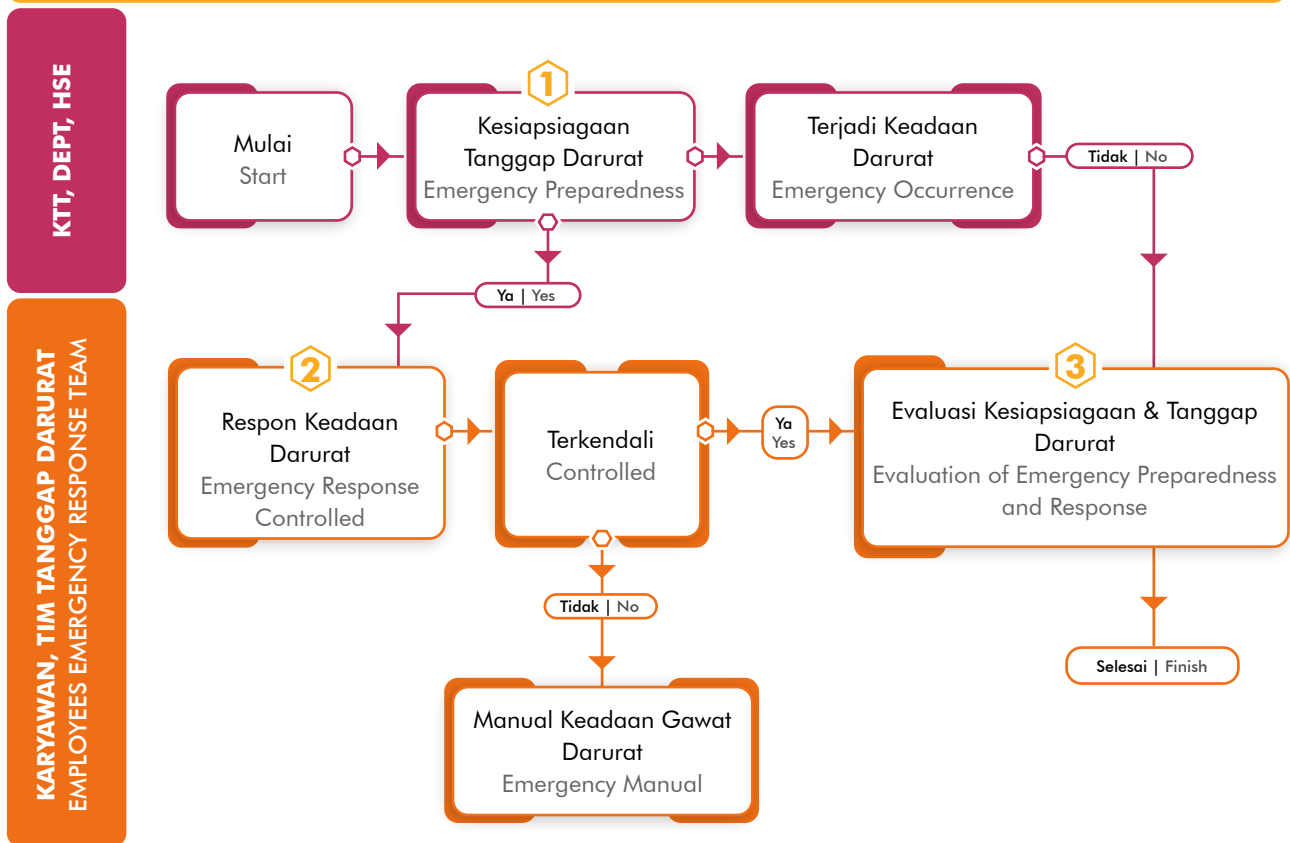 KTT, DEPT, HSE
Mulai
Start
1
Kesiapsiagaan
Tanggap Darurat
Emergency Preparedness
Terjadi Keadaan
Darurat
Emergency Occurrence
Tidak | No
Ya | Yes
KARYAWAN, TIM TANGGAP DARURAT
EMPLOYEES EMERGENCY RESPONSE TEAM
2
Respon Keadaan
Darurat
Emergency Response
Controlled
Terkendali
Controlled
Ya
Yes
3
Evaluasi Kesiapsiagaan & Tanggap
Darurat
Evaluation of Emergency Preparedness
and Response
Tidak | No
Selesai | Finish
Manual Keadaan Gawat
Darurat
Emergency Manual